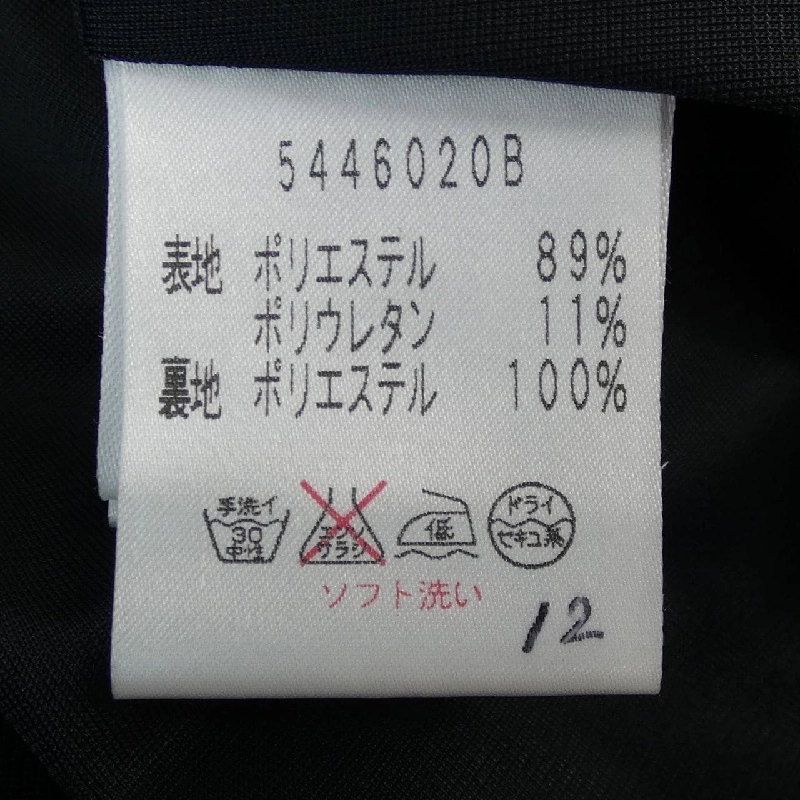 5446020B
表地 ポリエステル 89%
ポリウレタン 11%
裏地 ポリエステル 100%
手洗イ
30
中性
エンソ
サラシ
低
ドライ
セキユ系
ソフト洗い
12